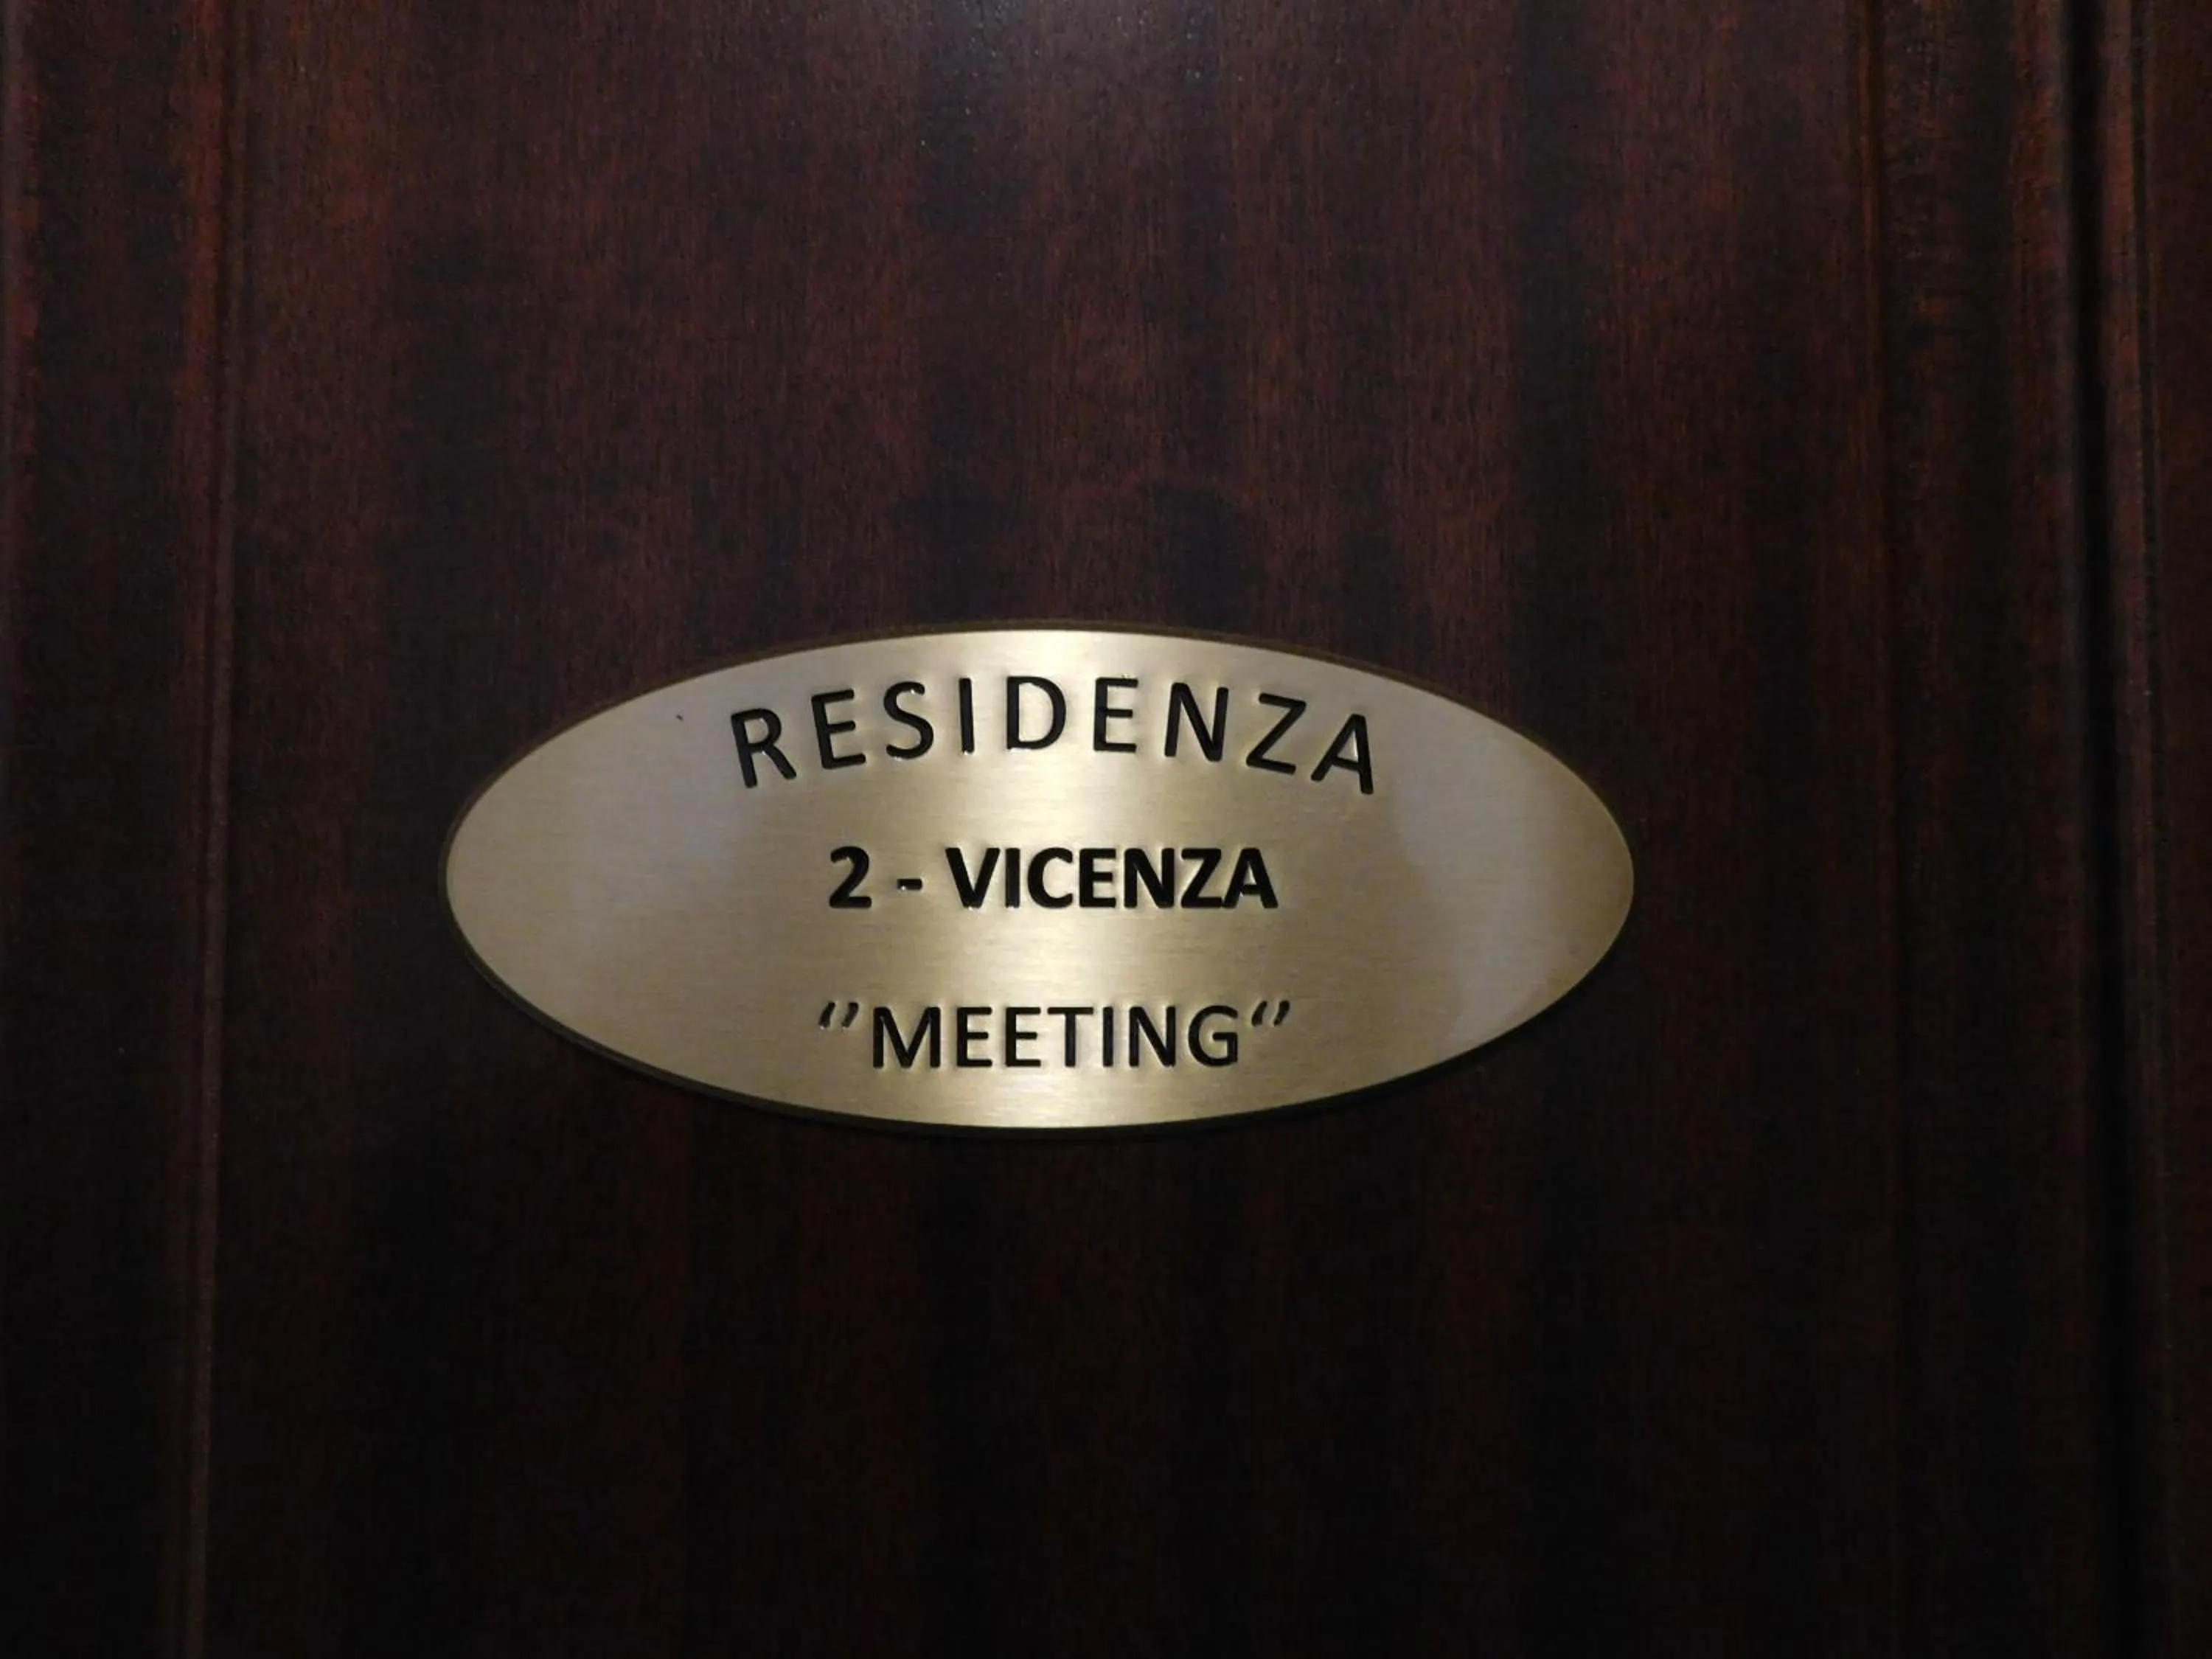 RESIDENZA
2 - VICENZA
‘’MEETING‘’